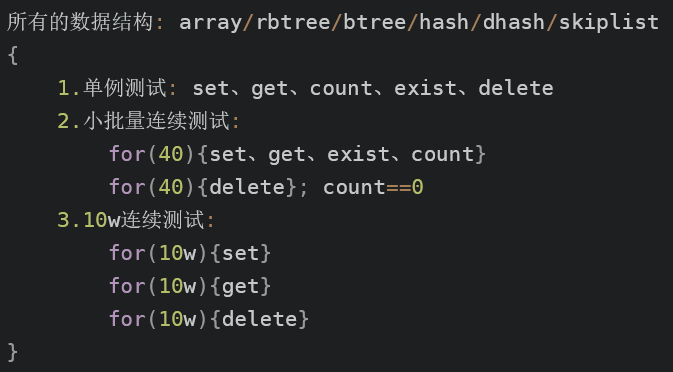 所有的数据结构: array/rbtree/btree/hash/dhash/skiplist
{
    1.单例测试: set、get、count、exist、delete
    2.小批量连续测试:
        for(40){set、get、exist、count}
        for(40){delete}; count==0
    3.10w连续测试:
        for(10w){set}
        for(10w){get}
        for(10w){delete}
}